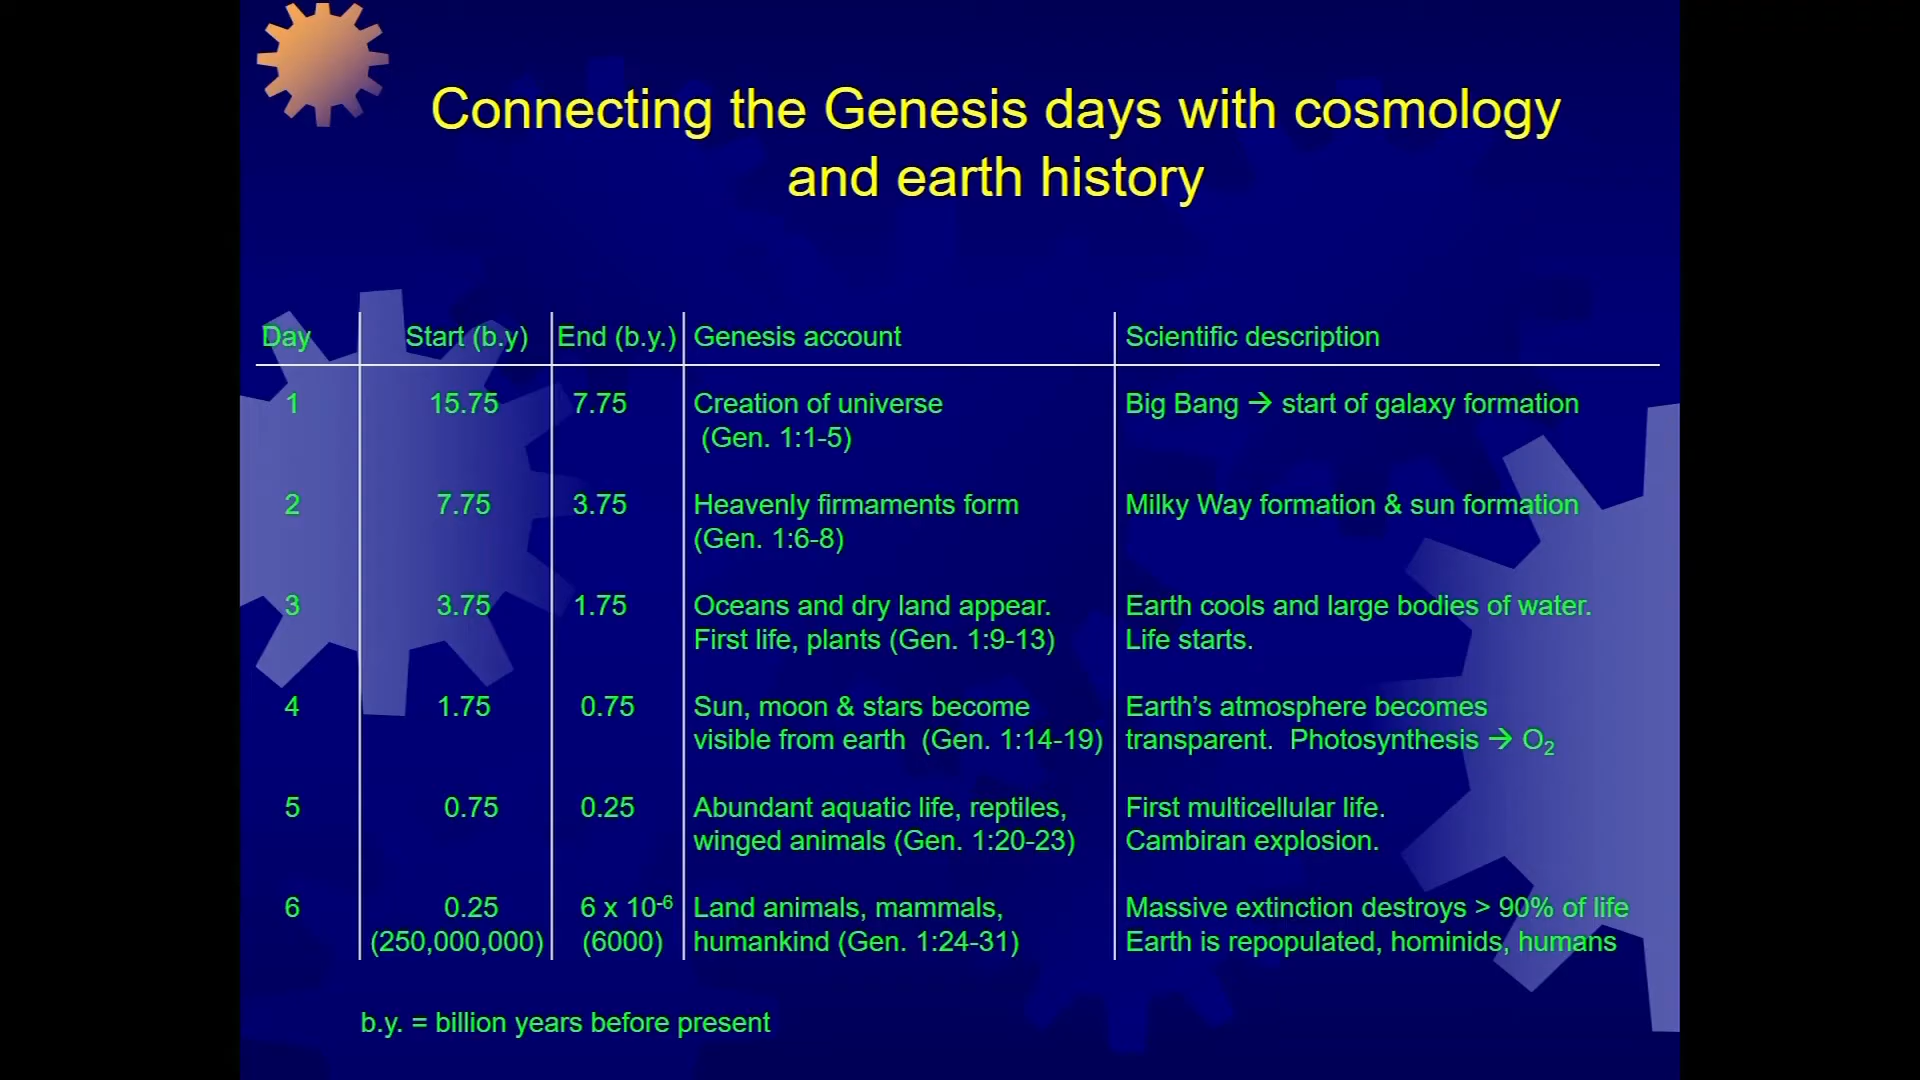 Connecting the Genesis days with cosmology
and earth history
Day Start (b.y) End (b.y.) Genesis account Scientific description
1 15.75 7.75 Creation of universe Big Bang → start of galaxy formation
(Gen. 1:1-5)
2 7.75 3.75 Heavenly firmaments form Milky Way formation & sun formation
(Gen. 1:6-8)
3 3.75 1.75 Oceans and dry land appear. Earth cools and large bodies of water.
First life, plants (Gen. 1:9-13) Life starts.
4 1.75 0.75 Sun, moon & stars become Earth's atmosphere becomes
visible from earth (Gen. 1:14-19) transparent. Photosynthesis → O₂
5 0.75 0.25 Abundant aquatic life, reptiles, First multicellular life.
winged animals (Gen. 1:20-23) Cambiran explosion.
6 0.25 6 x 10⁻⁶ Land animals, mammals, Massive extinction destroys > 90% of life
(250,000,000) (6000) humankind (Gen. 1:24-31) Earth is repopulated, hominids, humans
b.y. = billion years before present